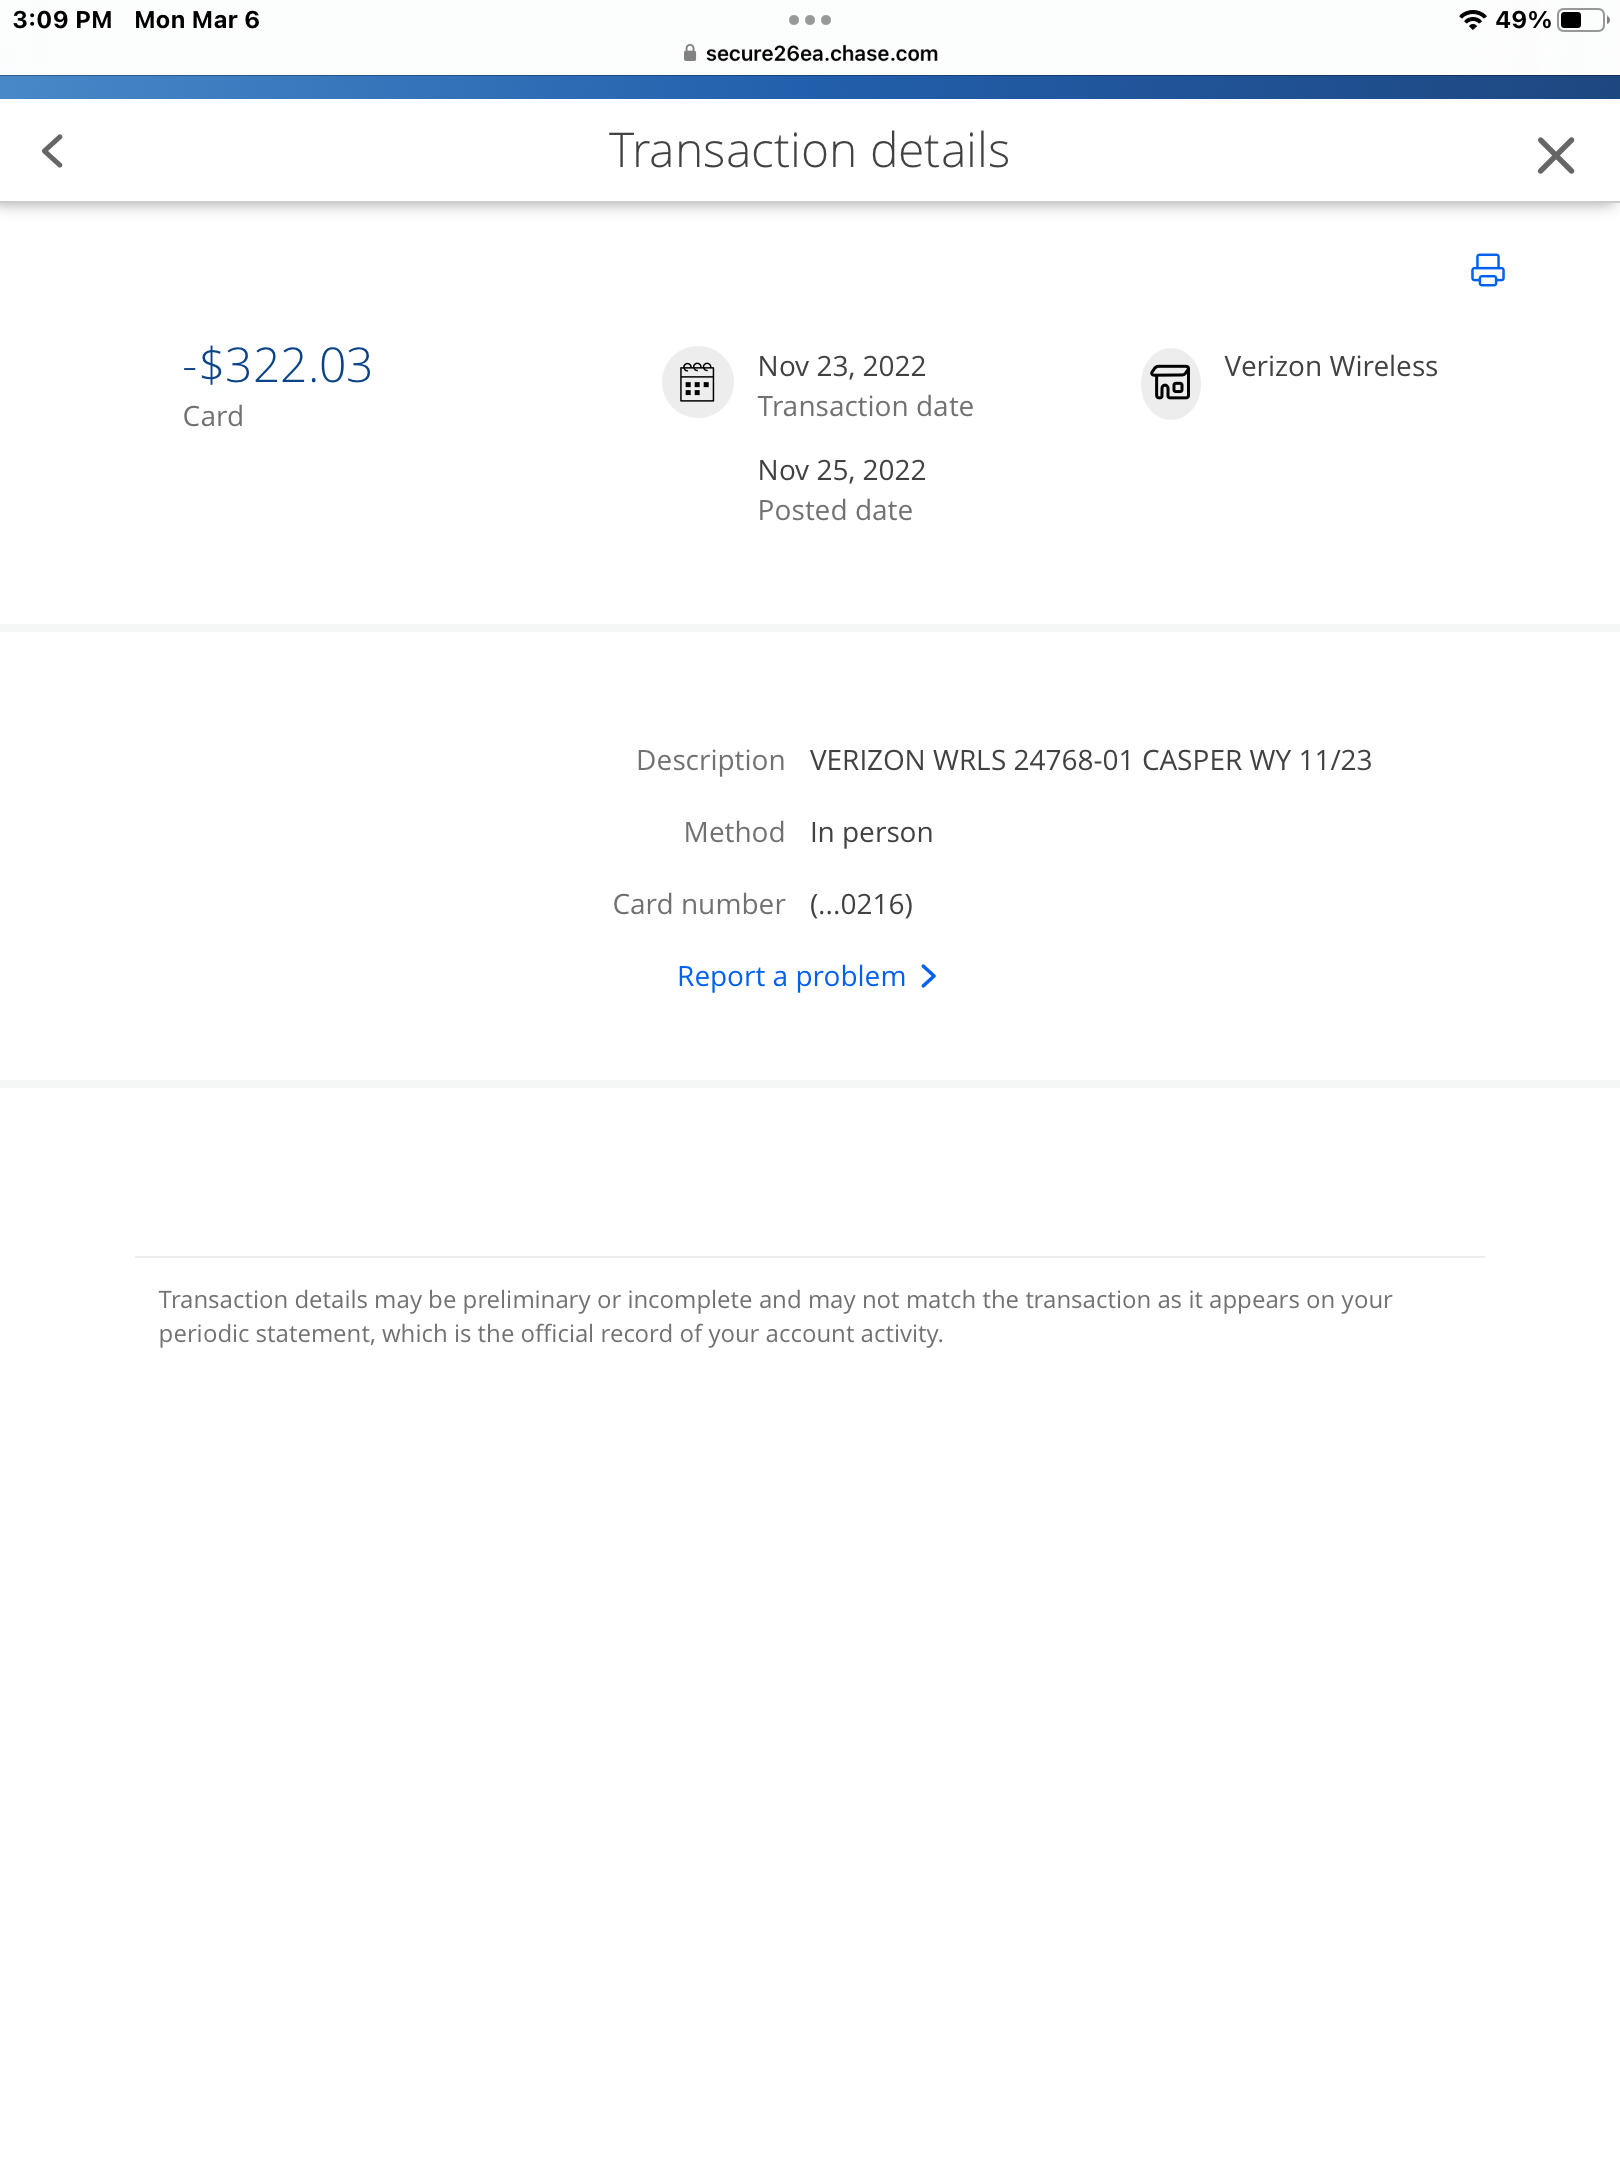 3:09 PM Mon Mar 6
49%
secure26ea.chase.com
Transaction details
-$322.03
Card
Nov 23, 2022
Transaction date
Nov 25, 2022
Posted date
Verizon Wireless
Description VERIZON WRLS 24768-01 CASPER WY 11/23
Method In person
Card number (...0216)
Report a problem
Transaction details may be preliminary or incomplete and may not match the transaction as it appears on your
periodic statement, which is the official record of your account activity.